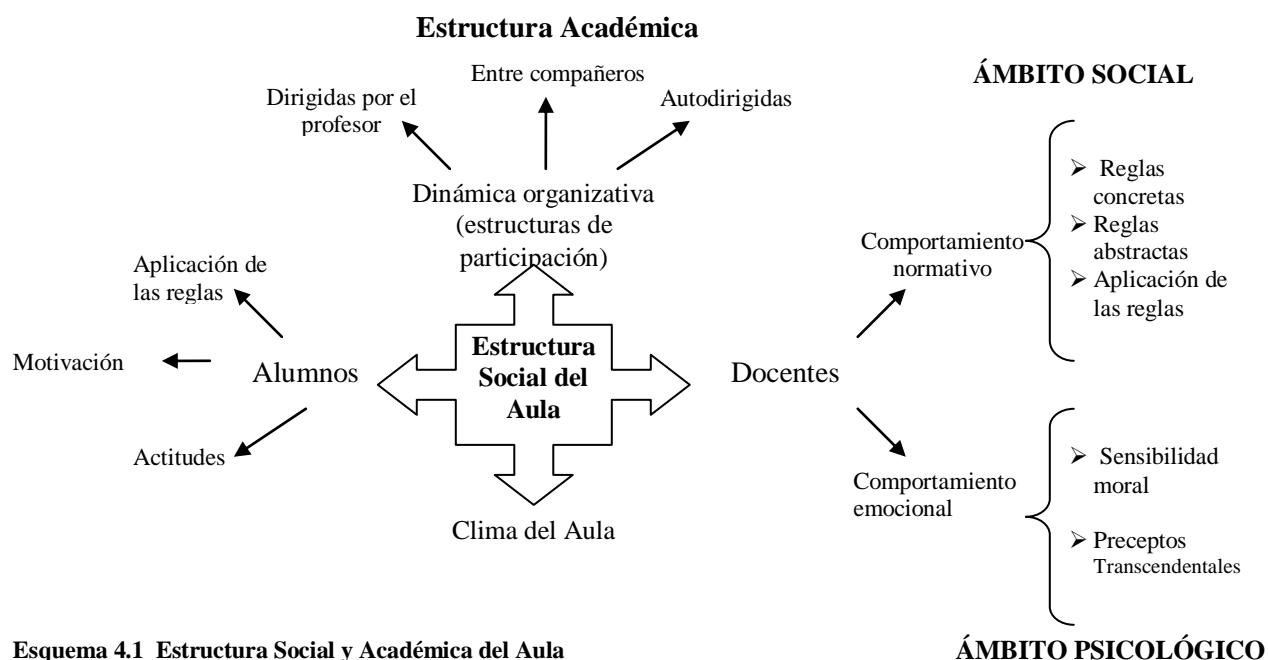 Estructura Académica
Entre compañeros
Dirigidas por el
profesor
Autodirigidas
Dinámica organizativa
(estructuras de
participación)
Aplicación de
las reglas
Motivación
Alumnos
Actitudes
Estructura
Social del
Aula
Clima del Aula
Docentes
ÁMBITO SOCIAL
Comportamiento
normativo
➢ Reglas
concretas
➢ Reglas
abstractas
➢ Aplicación de
las reglas
Comportamiento
emocional
➢ Sensibilidad
moral
➢ Preceptos
Transcendentales
ÁMBITO PSICOLÓGICO
Esquema 4.1 Estructura Social y Académica del Aula